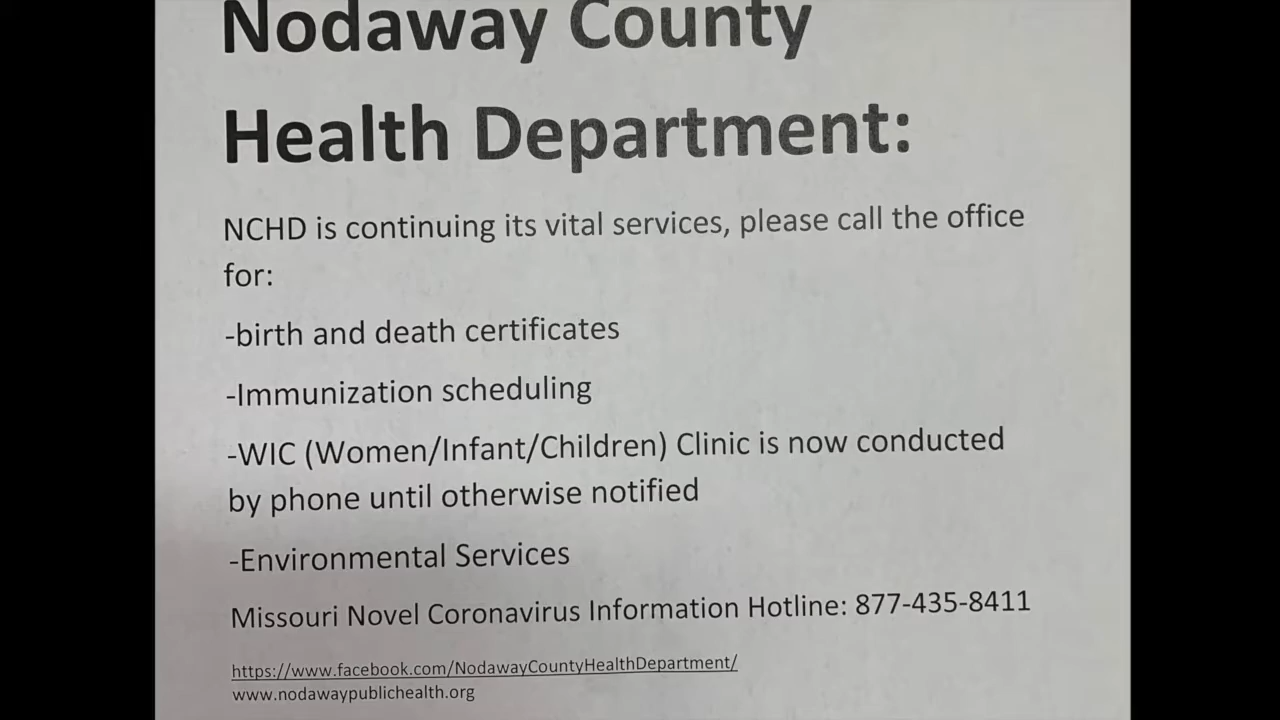 Nodaway County
Health Department:
NCHD is continuing its vital services, please call the office
for:
-birth and death certificates
-Immunization scheduling
-WIC (Women/Infant/Children) Clinic is now conducted
by phone until otherwise notified
-Environmental Services
Missouri Novel Coronavirus Information Hotline: 877-435-8411
https://www.facebook.com/NodawayCountyHealthDepartment/
www.nodawaypublichealth.org